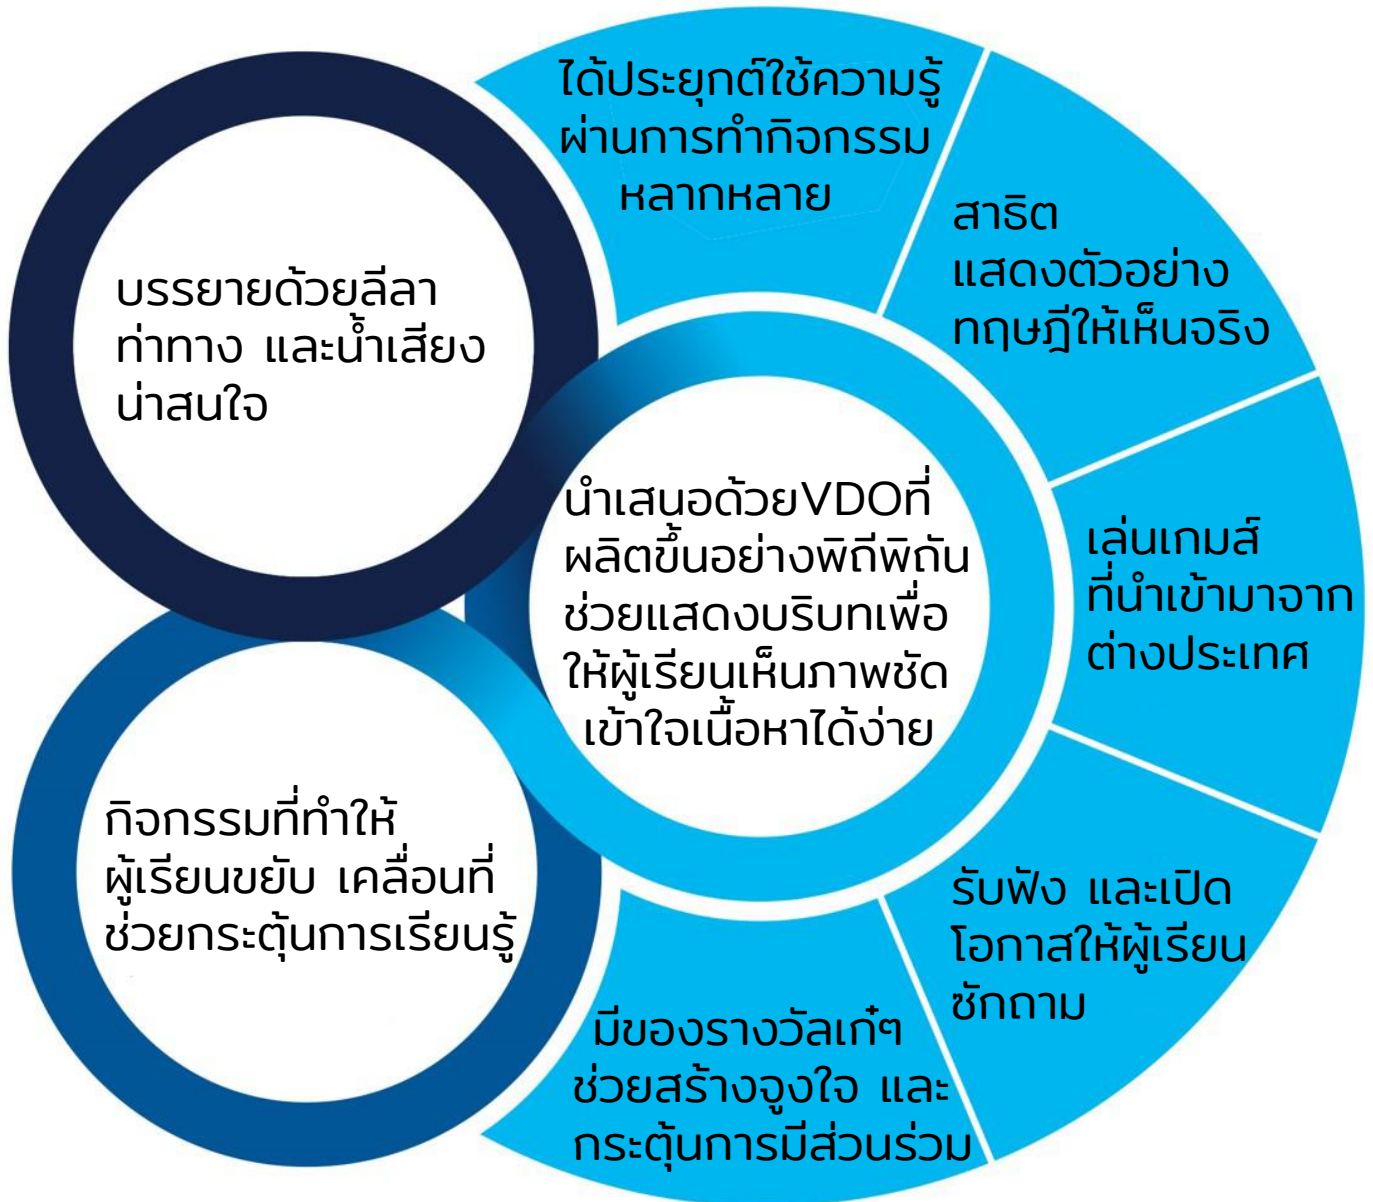 ได้ประยุกต์ใช้ความรู้
ผ่านการทำกิจกรรม
หลากหลาย
สาธิต
แสดงตัวอย่าง
ทฤษฎีให้เห็นจริง
บรรยายด้วยลีลา
ท่าทาง และน้ำเสียง
น่าสนใจ
นำเสนอด้วยVDOที่
ผลิตขึ้นอย่างพิถีพิถัน
ช่วยแสดงบริบทเพื่อ
ให้ผู้เรียนเห็นภาพชัด
เข้าใจเนื้อหาได้ง่าย
เล่นเกมส์
ที่นำเข้ามาจาก
ต่างประเทศ
กิจกรรมที่ทำให้
ผู้เรียนขยับ เคลื่อนที่
ช่วยกระตุ้นการเรียนรู้
รับฟัง และเปิด
โอกาสให้ผู้เรียน
ซักถาม
มีของรางวัลเก๋ๆ
ช่วยสร้างจูงใจ และ
กระตุ้นการมีส่วนร่วม